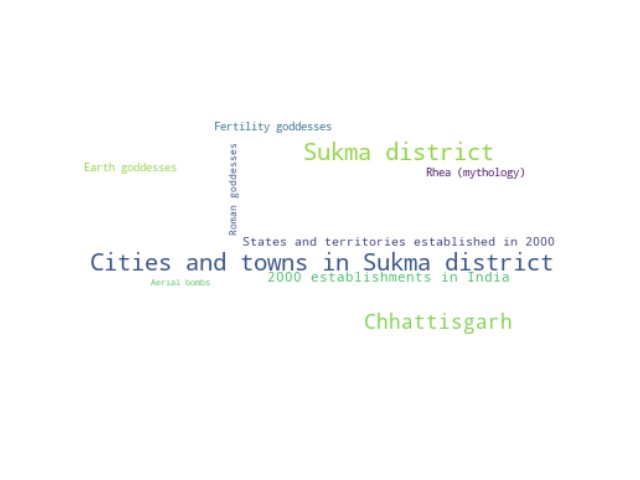 Fertility goddesses
Sukma district
Earth goddesses
Rhea (mythology)
Roman goddesses
States and territories established in 2000
Cities and towns in Sukma district
2000 establishments in India
Aerial bombs
Chhattisgarh